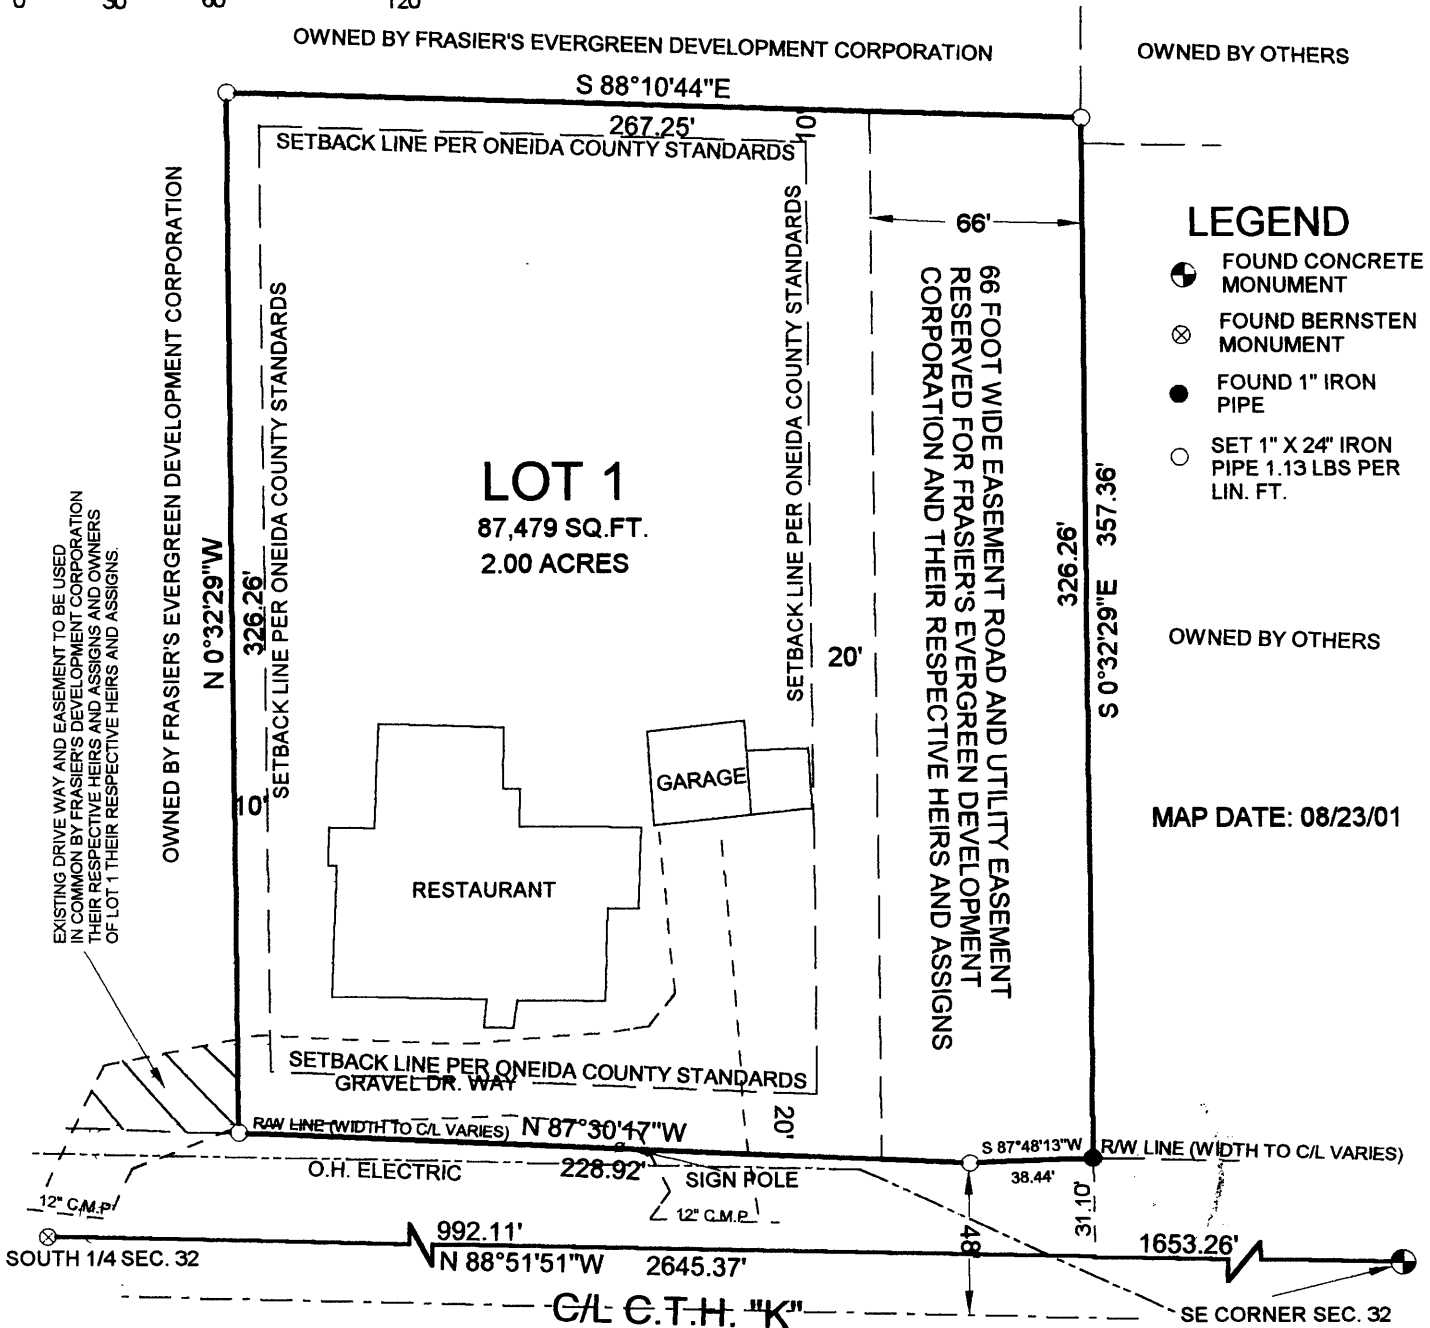 0 30 60 120
OWNED BY FRASIER'S EVERGREEN DEVELOPMENT CORPORATION
OWNED BY OTHERS
S 88°10'44"E
267.25'
10'
SETBACK LINE PER ONEIDA COUNTY STANDARDS
66'
LEGEND
FOUND CONCRETE
MONUMENT
FOUND BERNSTEN
MONUMENT
FOUND 1" IRON
PIPE
SET 1" X 24" IRON
PIPE 1.13 LBS PER
LIN. FT.
OWNED BY FRASIER'S EVERGREEN DEVELOPMENT CORPORATION
N 0°32'29"W
326.26'
SETBACK LINE PER ONEIDA COUNTY STANDARDS
10'
LOT 1
87,479 SQ.FT.
2.00 ACRES
SETBACK LINE PER ONEIDA COUNTY STANDARDS
20'
66 FOOT WIDE EASEMENT ROAD AND UTILITY EASEMENT
RESERVED FOR FRASIER'S EVERGREEN DEVELOPMENT
CORPORATION AND THEIR RESPECTIVE HEIRS AND ASSIGNS
326.26'
S 0°32'29"E 357.36'
OWNED BY OTHERS
MAP DATE: 08/23/01
EXISTING DRIVE WAY AND EASEMENT TO BE USED
IN COMMON BY FRASIER'S DEVELOPMENT CORPORATION
THEIR RESPECTIVE HEIRS AND ASSIGNS AND OWNERS
OF LOT 1 THEIR RESPECTIVE HEIRS AND ASSIGNS.
GARAGE
RESTAURANT
SETBACK LINE PER ONEIDA COUNTY STANDARDS
GRAVEL DR. WAY
R/W LINE (WIDTH TO C/L VARIES)
N 87°30'47"W
20'
S 87°48'13"W
R/W LINE (WIDTH TO C/L VARIES)
O.H. ELECTRIC
228.92'
SIGN POLE
38.44'
12" C.M.P.
12" C.M.P.
31.10'
48'
992.11'
1653.26'
SOUTH 1/4 SEC. 32
N 88°51'51"W 2645.37'
C/L C.T.H. "K"
SE CORNER SEC. 32